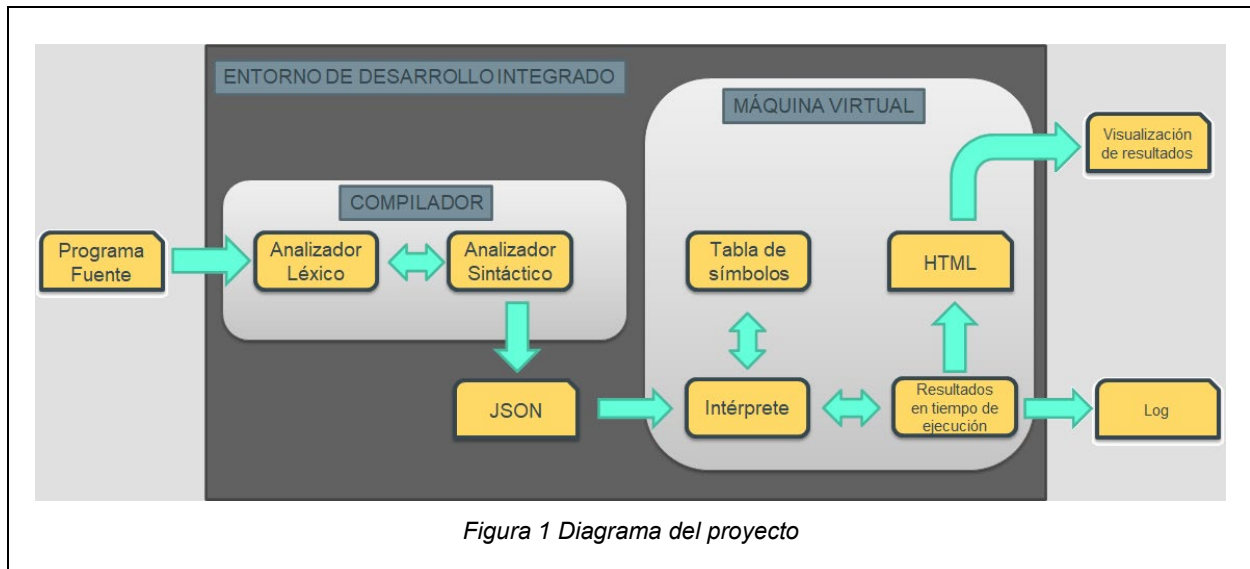 ENTORNO DE DESARROLLO INTEGRADO
MÁQUINA VIRTUAL
Visualización
de resultados
COMPILADOR
Programa
Fuente
Analizador
Léxico
Analizador
Sintáctico
Tabla de
símbolos
HTML
JSON
Intérprete
Resultados
en tiempo de
ejecución
Log
Figura 1 Diagrama del proyecto